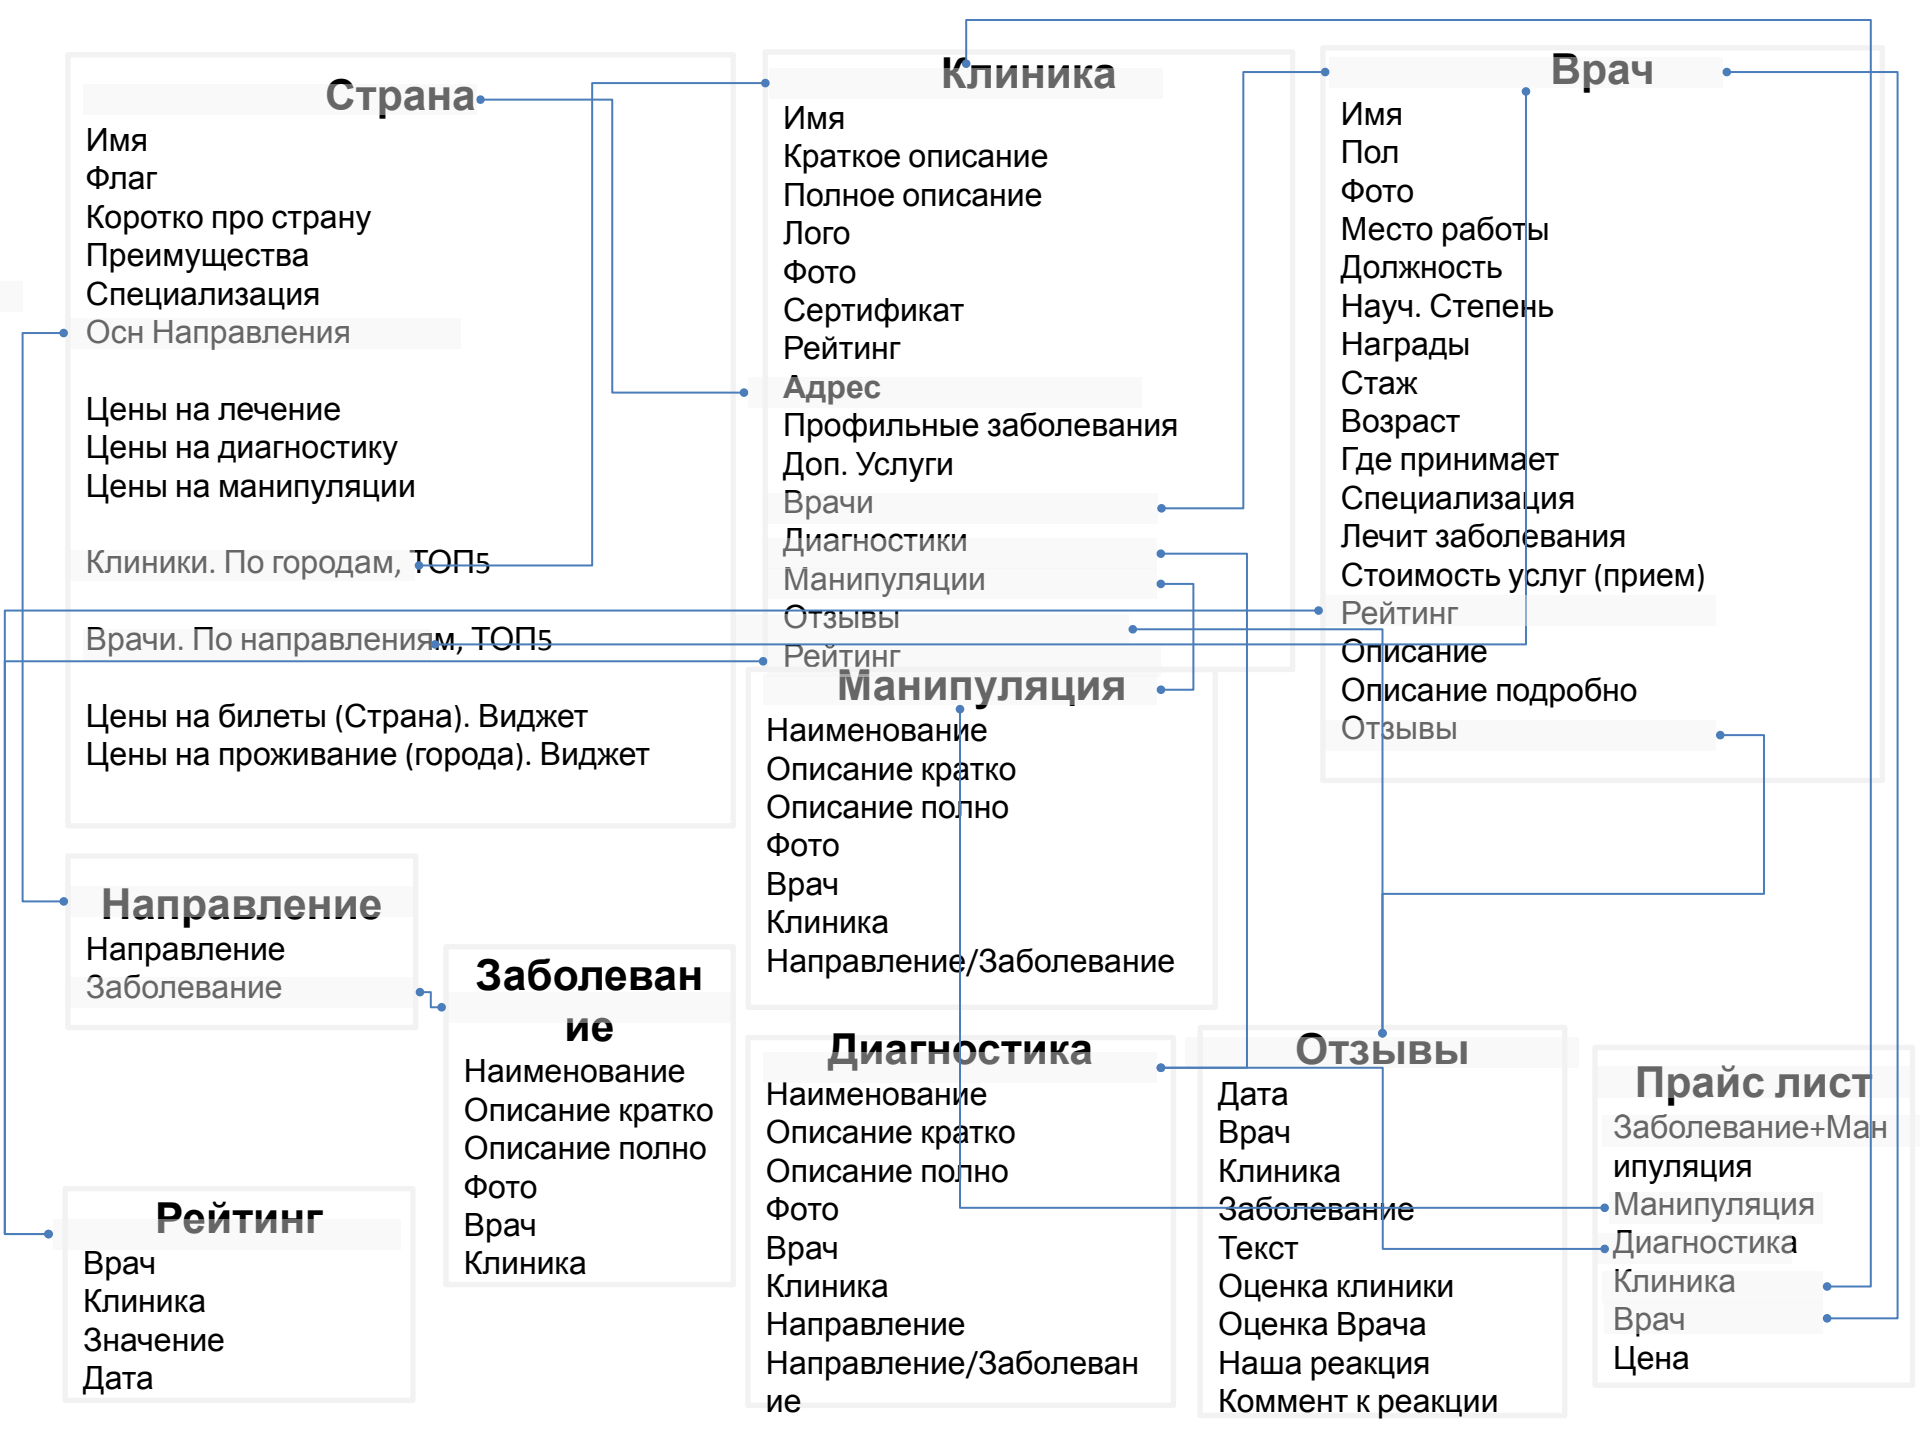 Страна
Имя
Флаг
Коротко про страну
Преимущества
Специализация
Осн Направления
Цены на лечение
Цены на диагностику
Цены на манипуляции
Клиники. По городам, ТОП5
Врачи. По направлениям, ТОП5
Цены на билеты (Страна). Виджет
Цены на проживание (города). Виджет
Клиника
Имя
Краткое описание
Полное описание
Лого
Фото
Сертификат
Рейтинг
Адрес
Профильные заболевания
Доп. Услуги
Врачи
Диагностики
Манипуляции
Отзывы
Рейтинг
Врач
Имя
Пол
Фото
Место работы
Должность
Науч. Степень
Награды
Стаж
Возраст
Где принимает
Специализация
Лечит заболевания
Стоимость услуг (прием)
Рейтинг
Описание
Описание подробно
Отзывы
Манипуляция
Наименование
Описание кратко
Описание полно
Фото
Врач
Клиника
Направление/Заболевание
Направление
Направление
Заболевание
Заболеван
ие
Наименование
Описание кратко
Описание полно
Фото
Врач
Клиника
Рейтинг
Врач
Клиника
Значение
Дата
Диагностика
Наименование
Описание кратко
Описание полно
Фото
Врач
Клиника
Направление
Направление/Заболеван
ие
Отзывы
Дата
Врач
Клиника
Заболевание
Текст
Оценка клиники
Оценка Врача
Наша реакция
Коммент к реакции
Прайс лист
Заболевание+Ман
ипуляция
Манипуляция
Диагностика
Клиника
Врач
Цена